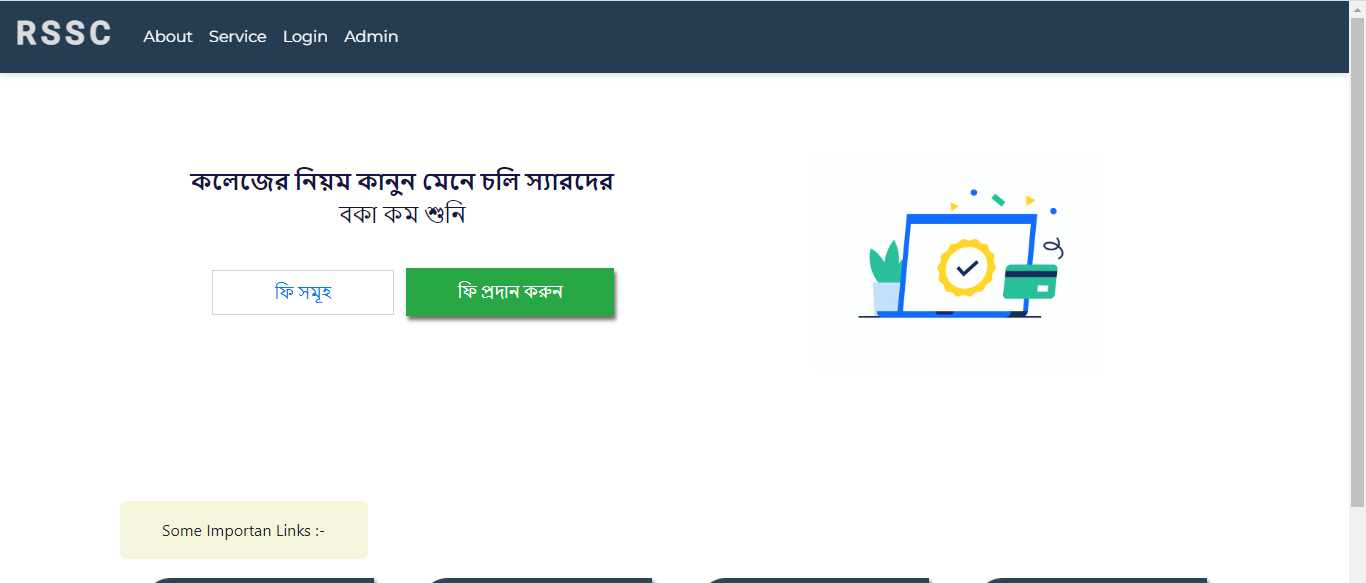 RSSC About Service Login Admin
কলেজের নিয়ম কানুন মেনে চলি স্যারদের
বকা কম শুনি
ফি সমূহ ফি প্রদান করুন
Some Importan Links :-